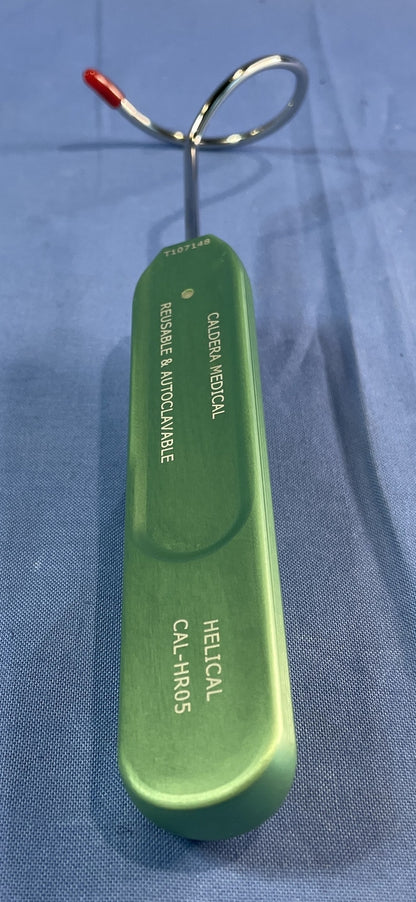 T107148
CALDERA MEDICAL
REUSABLE & AUTOCLAVABLE
HELICAL
CAL-HR05